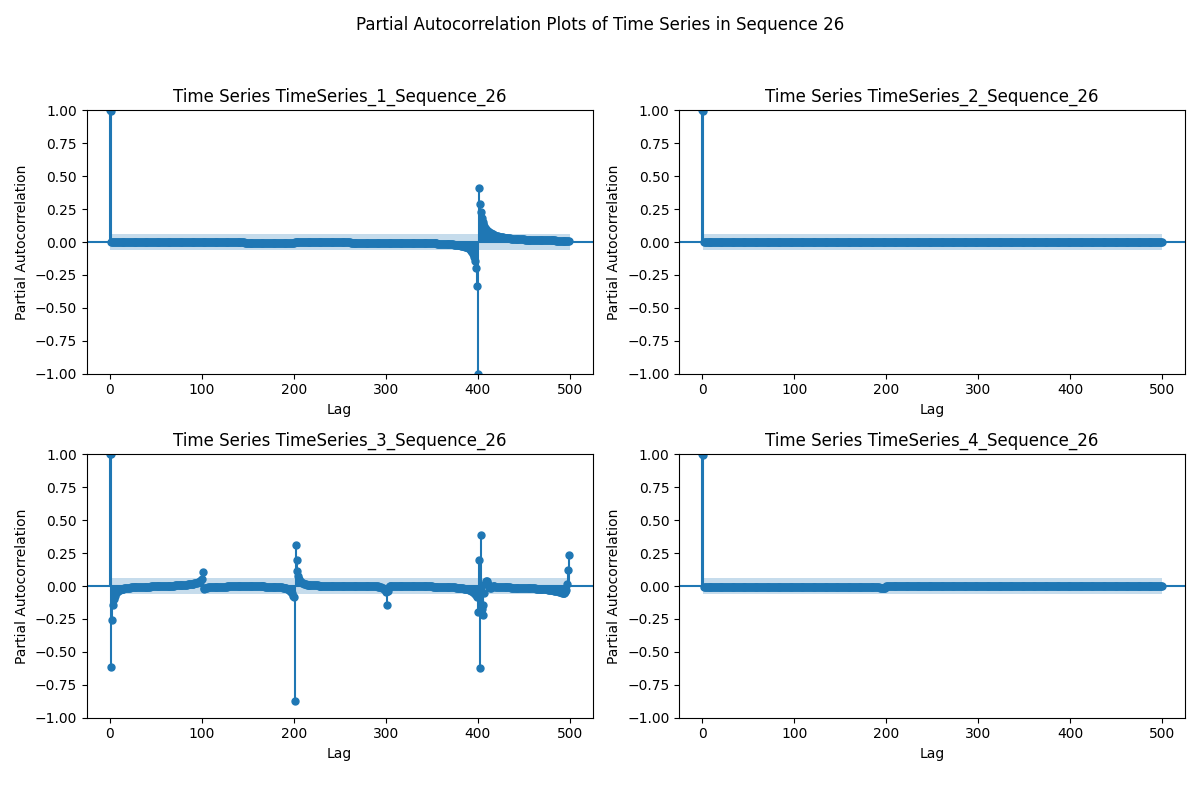 Partial Autocorrelation Plots of Time Series in Sequence 26
Time Series TimeSeries_1_Sequence_26
Partial Autocorrelation
1.00
0.75
0.50
0.25
0.00
−0.25
−0.50
−0.75
−1.00
0 100 200 300 400 500
Lag
Time Series TimeSeries_2_Sequence_26
Partial Autocorrelation
1.00
0.75
0.50
0.25
0.00
−0.25
−0.50
−0.75
−1.00
0 100 200 300 400 500
Lag
Time Series TimeSeries_3_Sequence_26
Partial Autocorrelation
1.00
0.75
0.50
0.25
0.00
−0.25
−0.50
−0.75
−1.00
0 100 200 300 400 500
Lag
Time Series TimeSeries_4_Sequence_26
Partial Autocorrelation
1.00
0.75
0.50
0.25
0.00
−0.25
−0.50
−0.75
−1.00
0 100 200 300 400 500
Lag